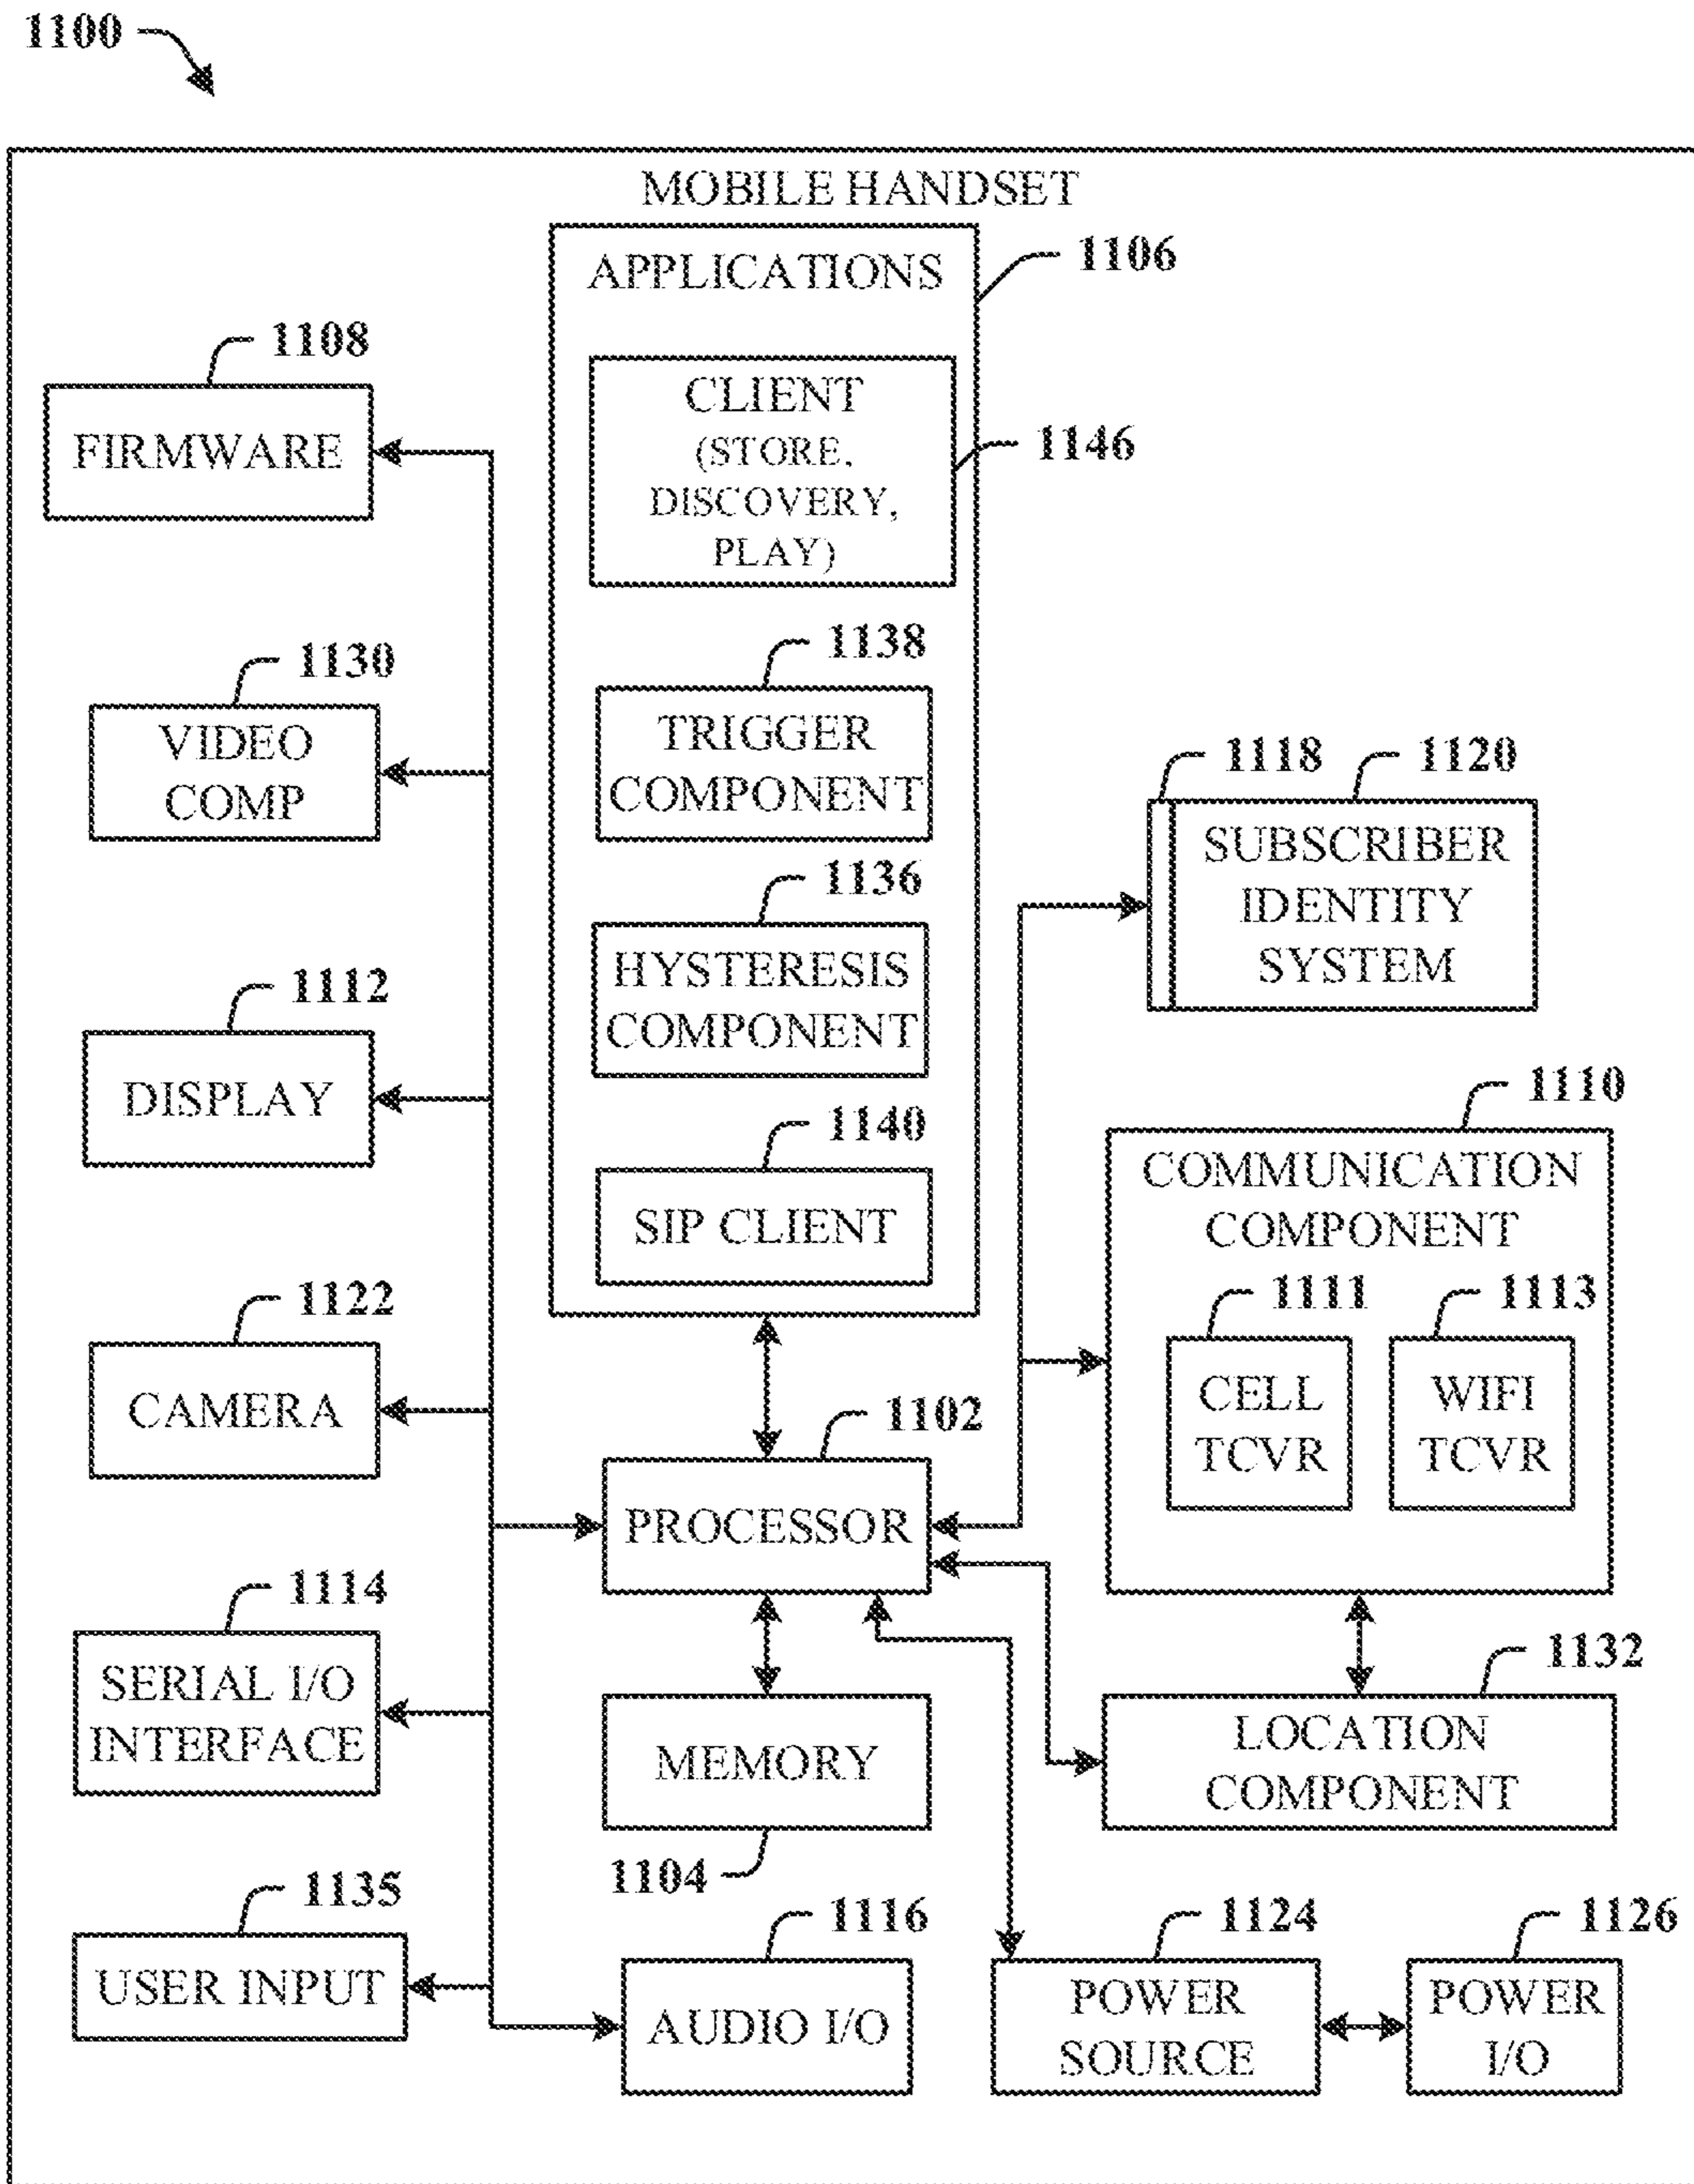 1100
MOBILE HANDSET
APPLICATIONS
1106
CLIENT
(STORE,
DISCOVERY,
PLAY)
1146
1138
TRIGGER
COMPONENT
1136
HYSTERESIS
COMPONENT
1140
SIP CLIENT
1108
FIRMWARE
1130
VIDEO
COMP
1112
DISPLAY
1122
CAMERA
1114
SERIAL I/O
INTERFACE
1135
USER INPUT
1102
PROCESSOR
MEMORY
1104
1116
AUDIO I/O
1118
1120
SUBSCRIBER
IDENTITY
SYSTEM
1110
COMMUNICATION
COMPONENT
1111
CELL
TCVR
1113
WIFI
TCVR
1132
LOCATION
COMPONENT
1124
POWER
SOURCE
1126
POWER
I/O